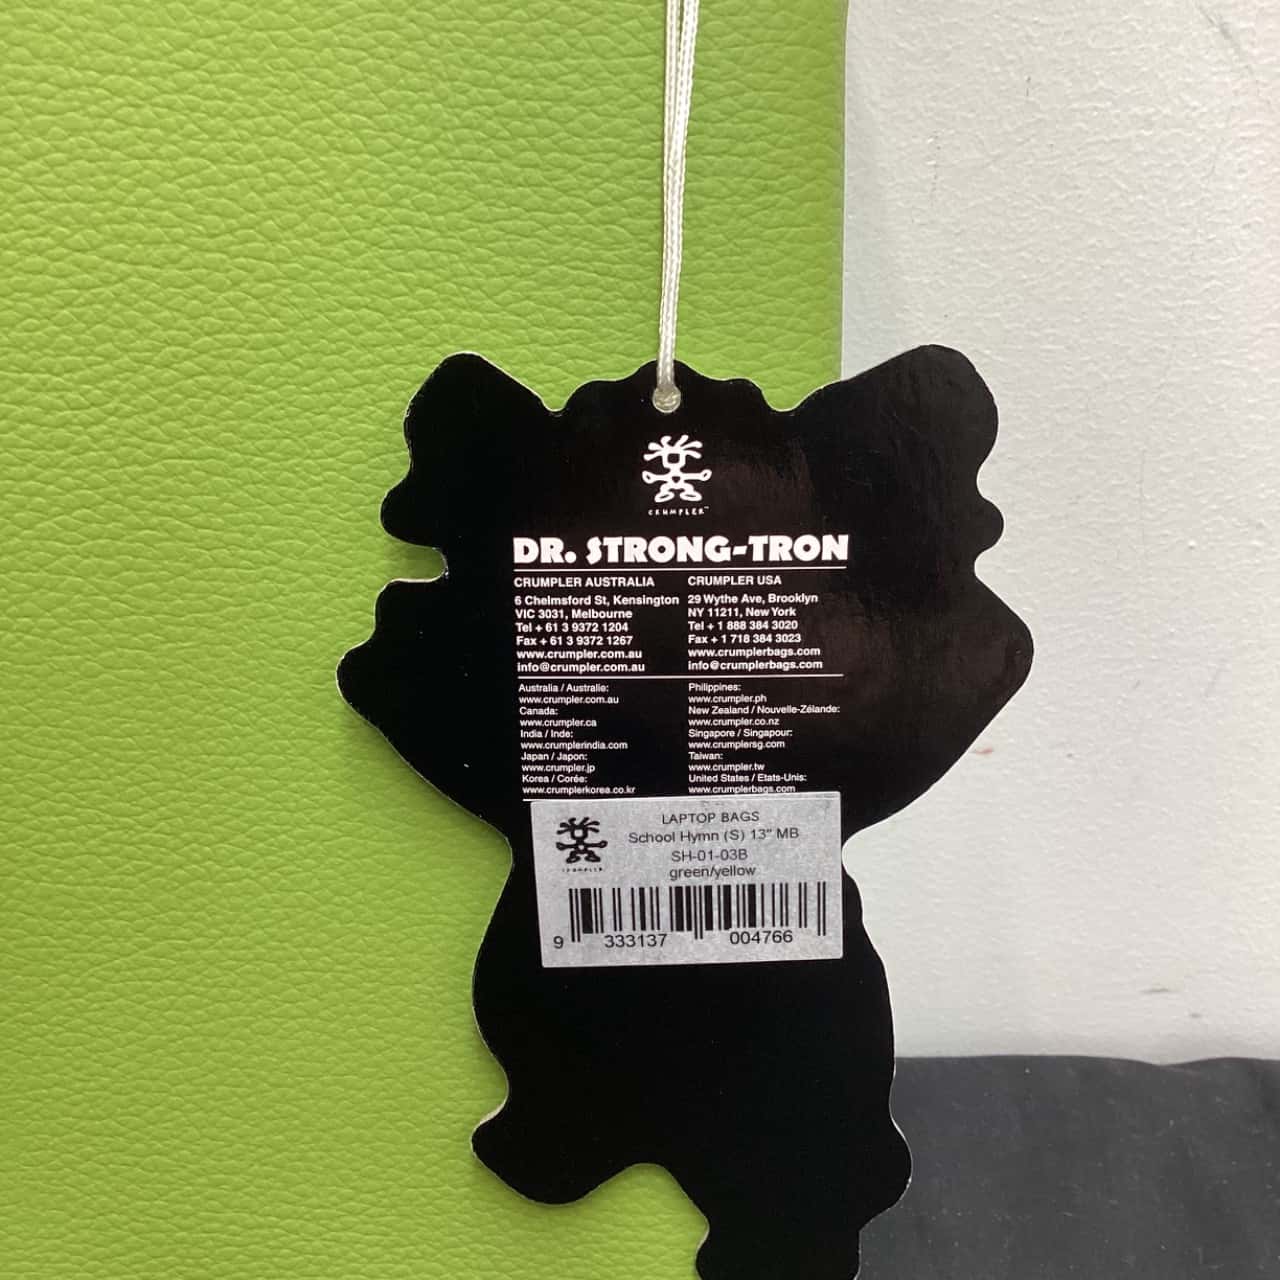 CRUMPLER™
DR. STRONG-TRON
CRUMPLER AUSTRALIA
6 Chelmsford St, Kensington
VIC 3031, Melbourne
Tel + 61 3 9372 1204
Fax + 61 3 9372 1267
www.crumpler.com.au
info@crumpler.com.au
CRUMPLER USA
29 Wythe Ave, Brooklyn
NY 11211, New York
Tel + 1 888 384 3020
Fax + 1 718 384 3023
www.crumplerbags.com
info@crumplerbags.com
Australia / Australie:
www.crumpler.com.au
Canada:
www.crumpler.ca
India / Inde:
www.crumplerindia.com
Japan / Japon:
www.crumpler.jp
Korea / Corée:
www.crumplerkorea.co.kr
Philippines:
www.crumpler.ph
New Zealand / Nouvelle-Zélande:
www.crumpler.co.nz
Singapore / Singapour:
www.crumplersg.com
Taiwan:
www.crumpler.tw
United States / Etats-Unis:
www.crumplerbags.com
LAPTOP BAGS
School Hymn (S) 13" MB
SH-01-03B
green/yellow
CRUMPLER
9 333137 004766